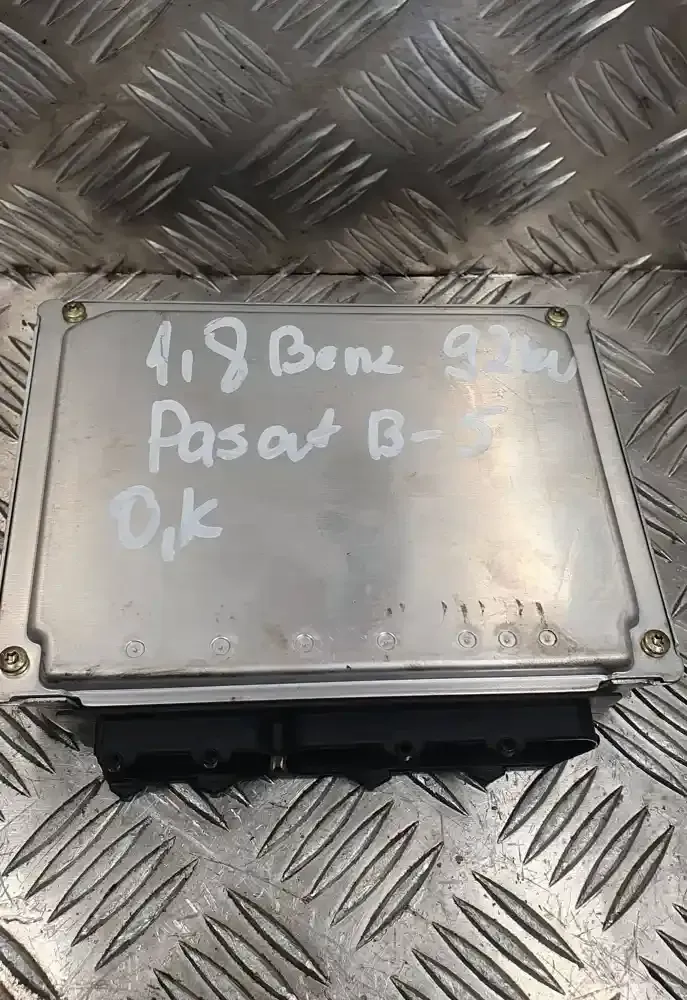 1,8 Benz 92kw
Pasat B-5
O,K